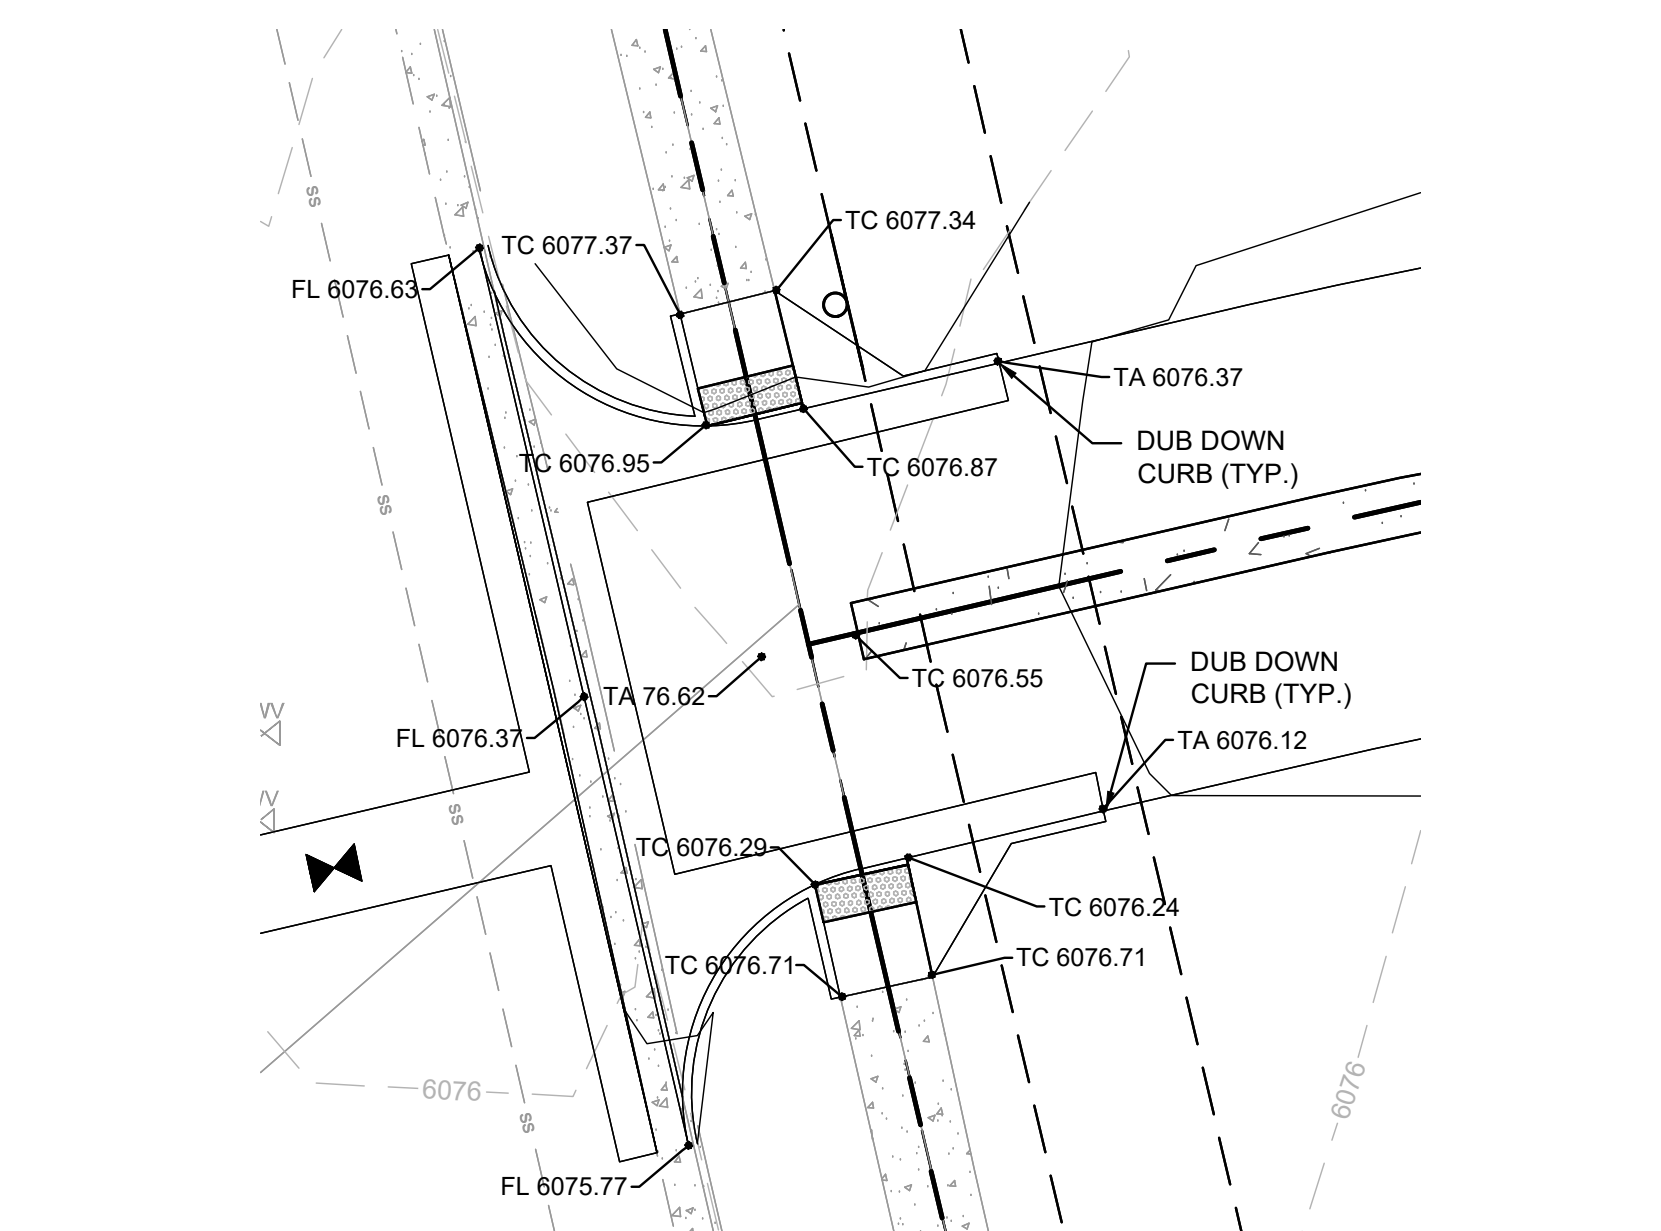 SS
TC 6077.34
TC 6077.37
FL 6076.63
TA 6076.37
DUB DOWN
CURB (TYP.)
TC 6076.95
TC 6076.87
SS
DUB DOWN
CURB (TYP.)
TC 6076.55
TA 76.62
FL 6076.37
TA 6076.12
SS
TC 6076.29
TC 6076.24
TC 6076.71
TC 6076.71
6076
6076
SS
FL 6075.77